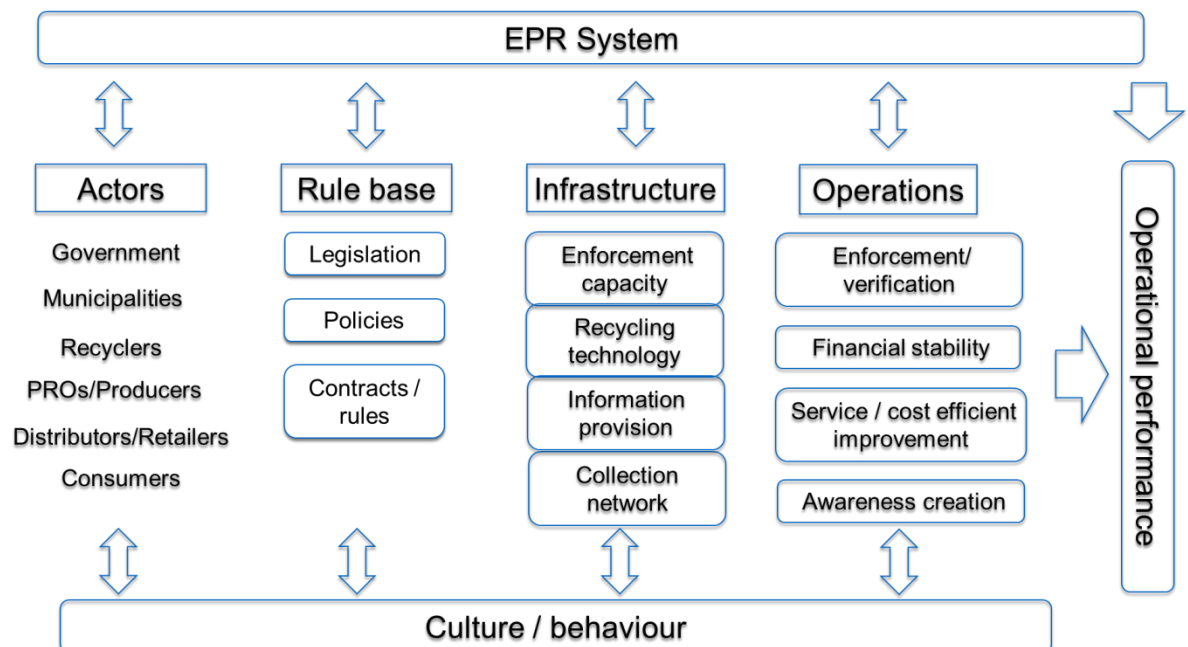 EPR System
Actors
Government
Municipalities
Recyclers
PROs/Producers
Distributors/Retailers
Consumers
Rule base
Legislation
Policies
Contracts /
rules
Infrastructure
Enforcement
capacity
Recycling
technology
Information
provision
Collection
network
Operations
Enforcement/
verification
Financial stability
Service / cost efficient
improvement
Awareness creation
Operational performance
Culture / behaviour